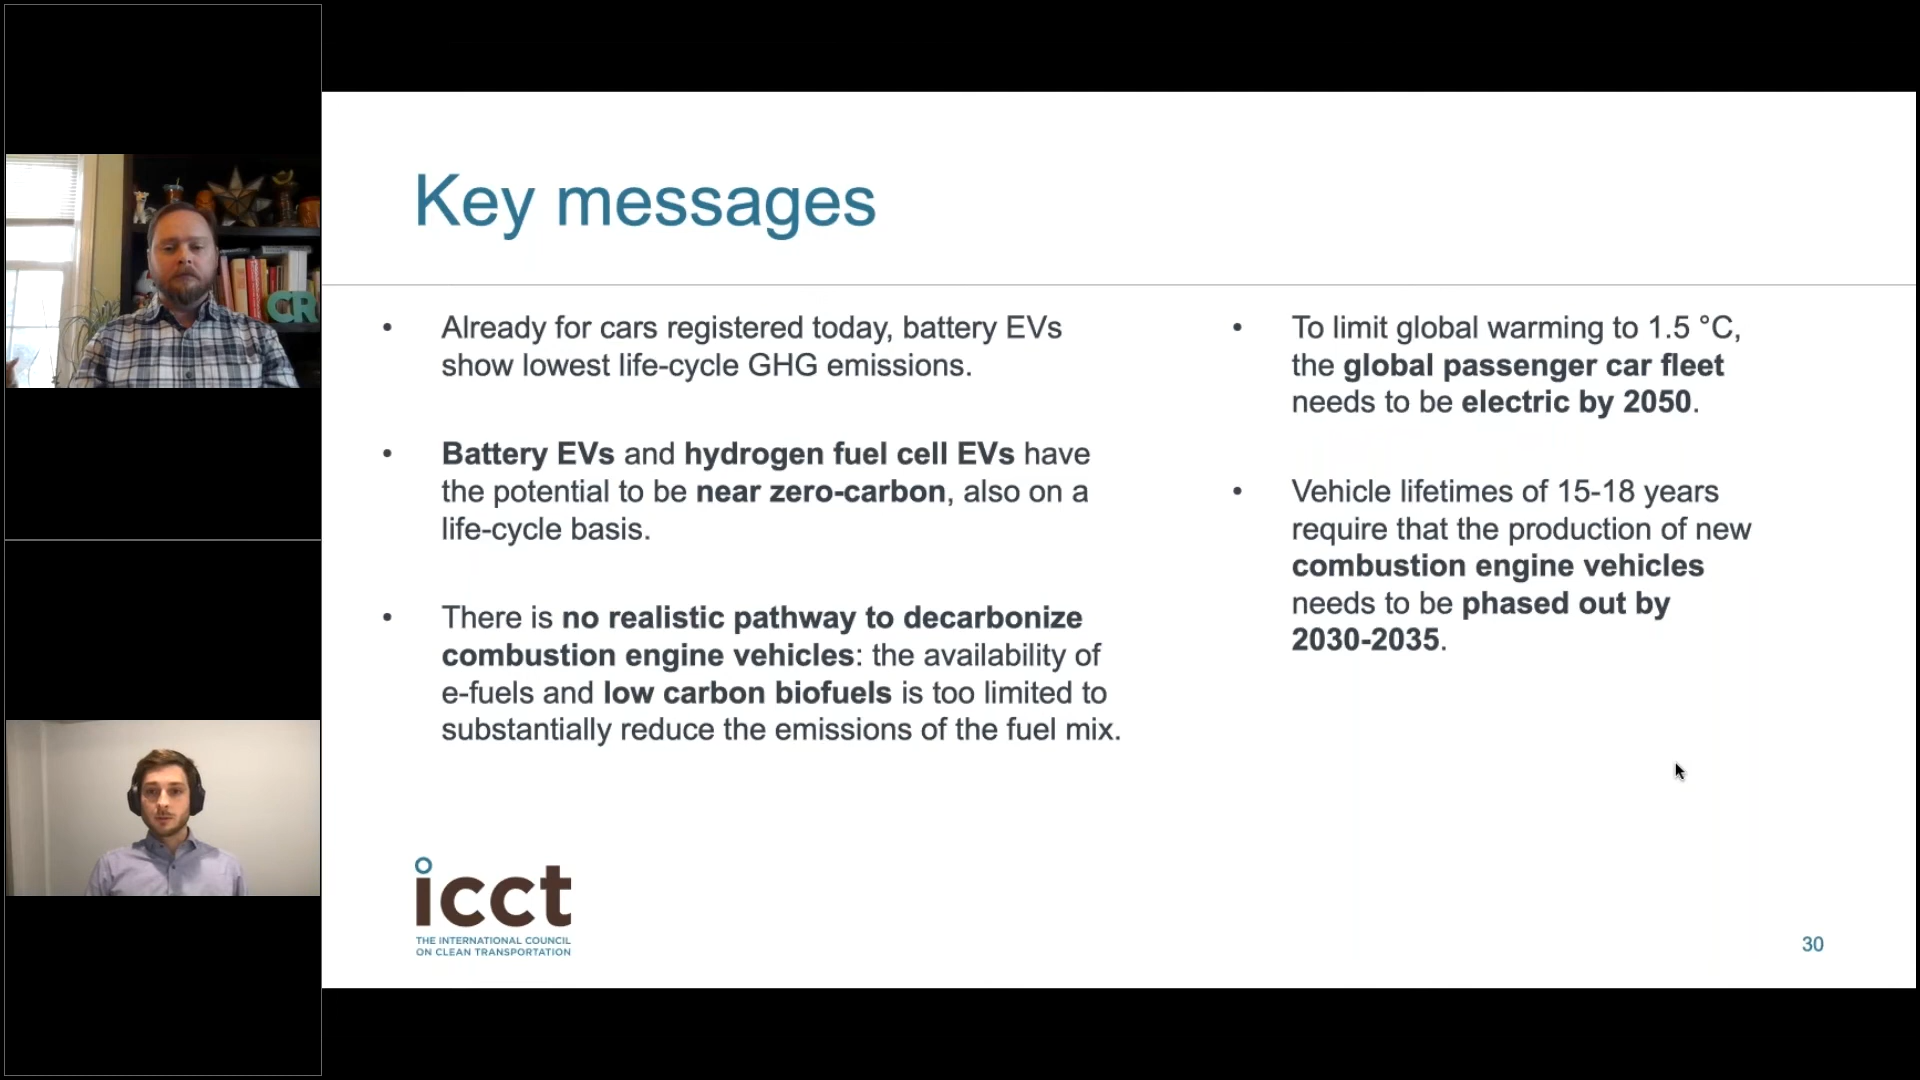 CR
Key messages
• Already for cars registered today, battery EVs
show lowest life-cycle GHG emissions.
• Battery EVs and hydrogen fuel cell EVs have
the potential to be near zero-carbon, also on a
life-cycle basis.
• There is no realistic pathway to decarbonize
combustion engine vehicles: the availability of
e-fuels and low carbon biofuels is too limited to
substantially reduce the emissions of the fuel mix.
• To limit global warming to 1.5 °C,
the global passenger car fleet
needs to be electric by 2050.
• Vehicle lifetimes of 15-18 years
require that the production of new
combustion engine vehicles
needs to be phased out by
2030-2035.
icct
THE INTERNATIONAL COUNCIL
ON CLEAN TRANSPORTATION
30